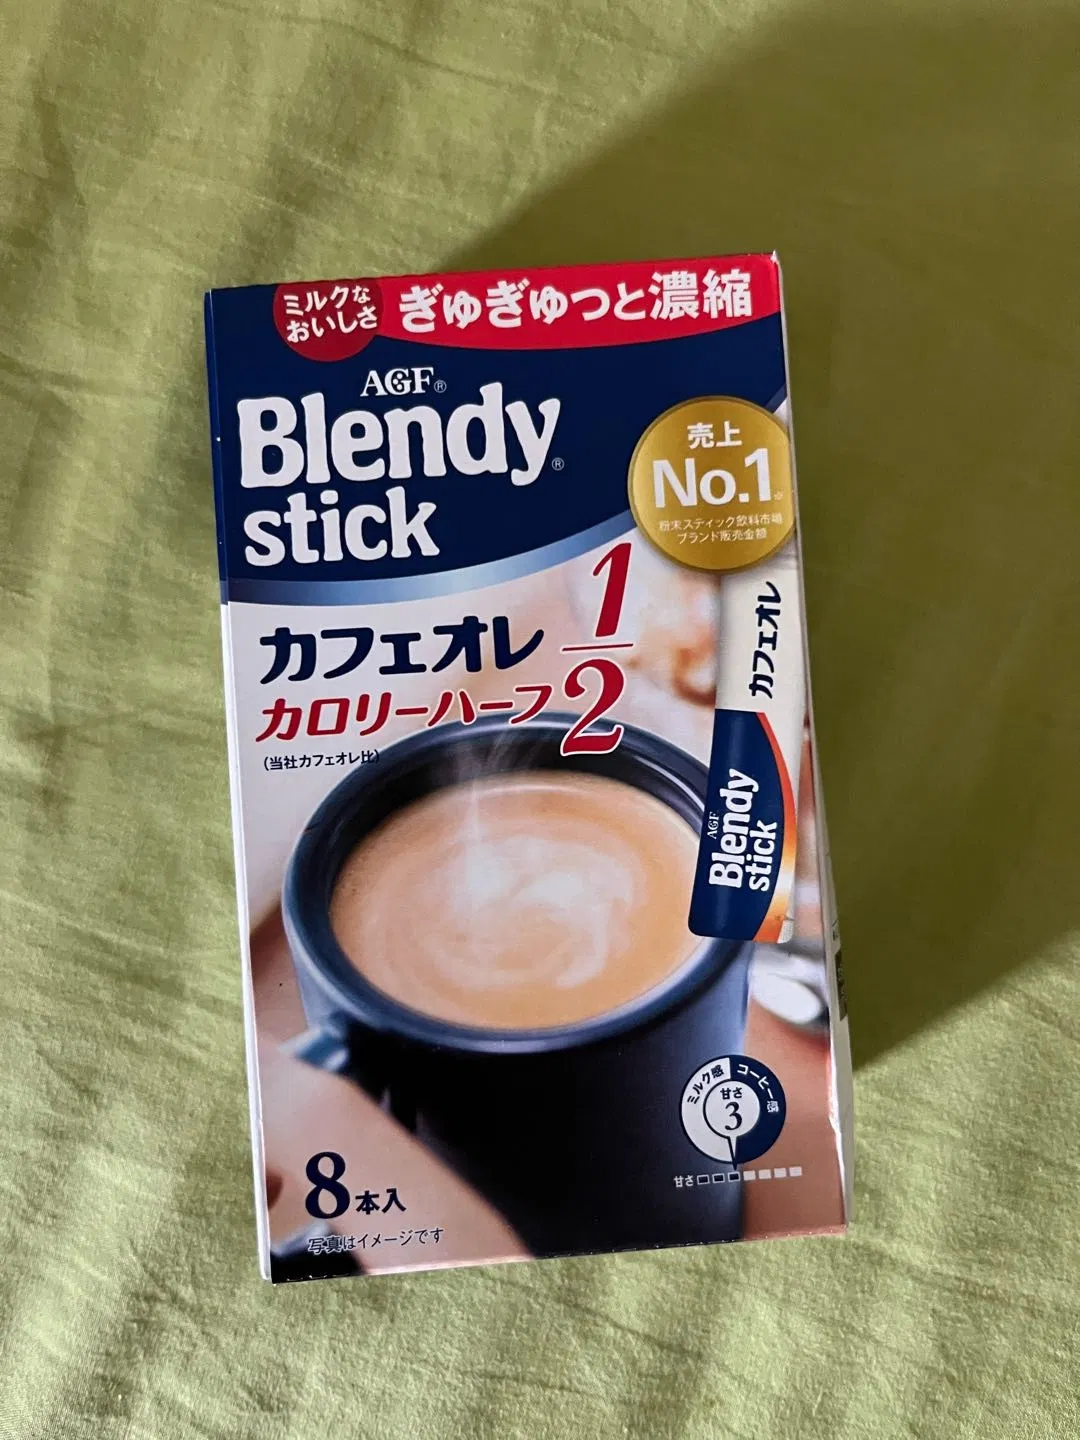 ミルクな
おいしさ
ぎゅぎゅっと濃縮
AGF®
Blendy®
stick
売上
No.1※
粉末スティック飲料市場
ブランド販売金額
カフェオレ
カロリーハーフ
1/2
(当社カフェオレ比)
カフェオレ
AGF
Blendy
stick
ミルク感
コーヒー感
甘さ
3
甘さ
8本入
写真はイメージです